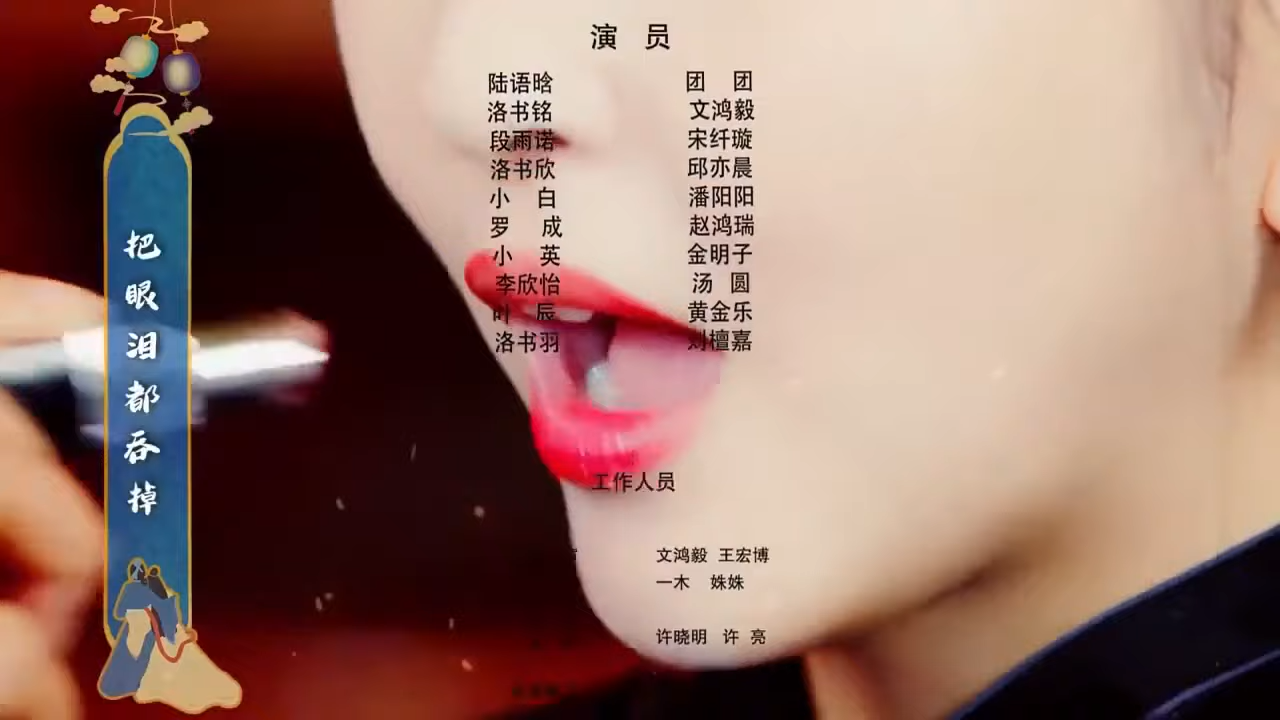 演 员
陆语晗 团 团
洛书铭 文鸿毅
段雨诺 宋纤璇
洛书欣 邱亦晨
小 白 潘阳阳
罗 成 赵鸿瑞
小 英 金明子
李欣怡 汤 圆
叶 辰 黄金乐
洛书羽 刘檀嘉
工作人员
文鸿毅 王宏博
一木 姝姝
许晓明 许 亮
把眼泪都吞掉